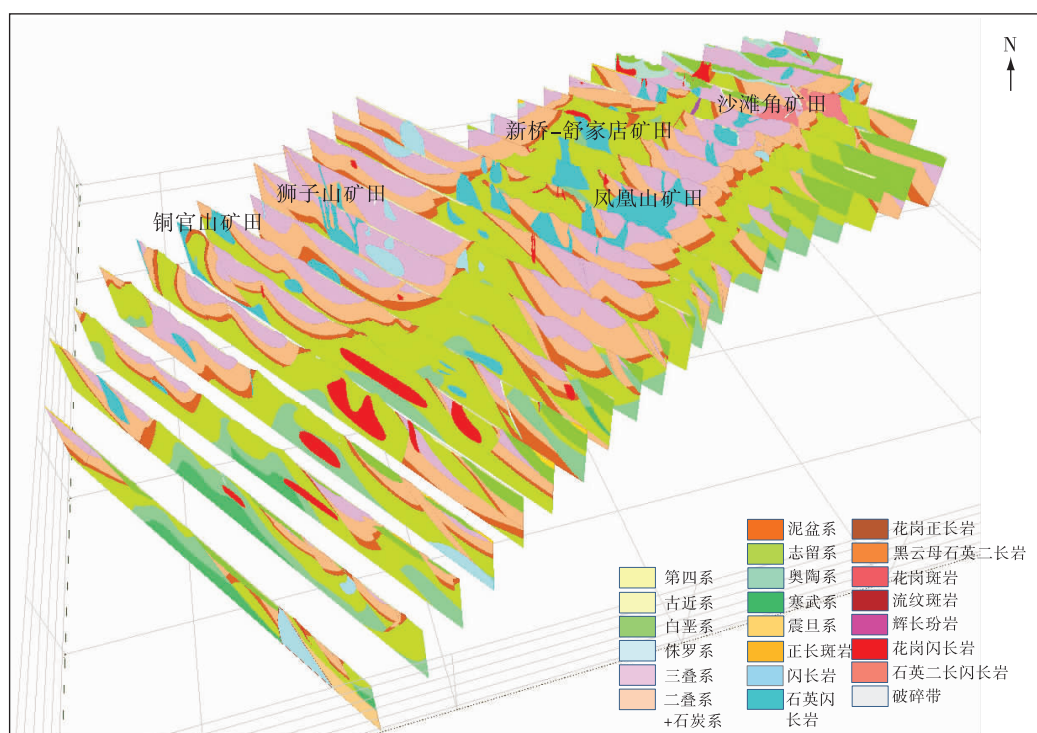 N
沙滩角矿田
新桥-舒家店矿田
狮子山矿田
凤凰山矿田
铜官山矿田
第四系
古近系
白垩系
侏罗系
三叠系
二叠系
+石炭系
泥盆系
志留系
奥陶系
寒武系
震旦系
正长斑岩
闪长岩
石英闪
长岩
花岗正长岩
黑云母石英二长岩
花岗斑岩
流纹斑岩
辉长玢岩
花岗闪长岩
石英二长闪长岩
破碎带